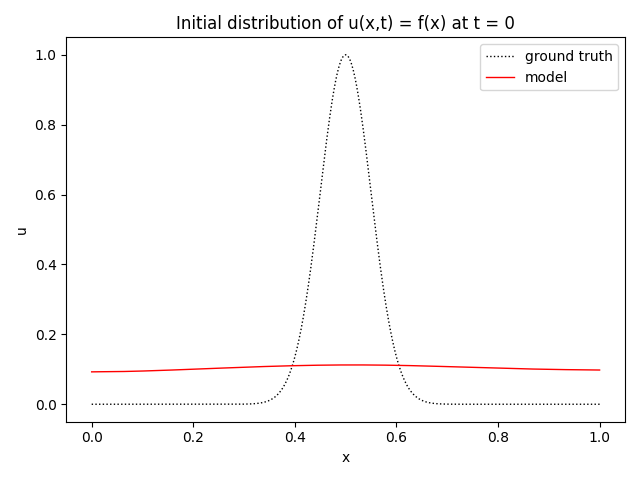 Initial distribution of u(x,t) = f(x) at t = 0
ground truth
model
1.0
0.8
0.6
0.4
0.2
0.0
u
0.0 0.2 0.4 0.6 0.8 1.0
x